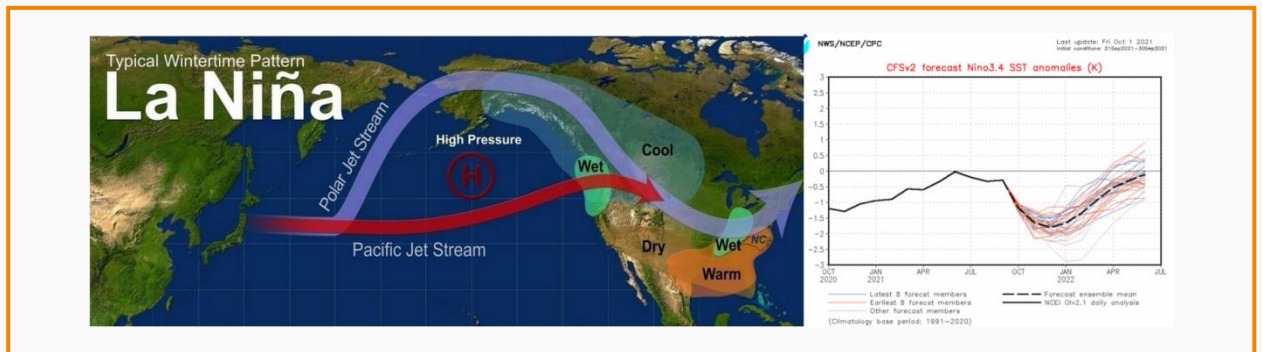 Typical Wintertime Pattern
La Niña
Polar Jet Stream
High Pressure
H
Cool
Wet
Pacific Jet Stream
Dry
Wet
NC
Warm
NWS/NCEP/CPC
Last update: Fri Oct 1 2021
Initial conditions: 21Sep2021-30Sep2021
CFSv2 forecast Nino3.4 SST anomalies (K)
3
2.5
2
1.5
1
0.5
0
-0.5
-1
-1.5
-2
-2.5
-3
OCT JAN APR JUL OCT JAN APR JUL
2020 2021 2022
Latest 8 forecast members
Earliest 8 forecast members
Other forecast members
Forecast ensemble mean
NCEI OIv2.1 daily analysis
(Climatology base period: 1991-2020)